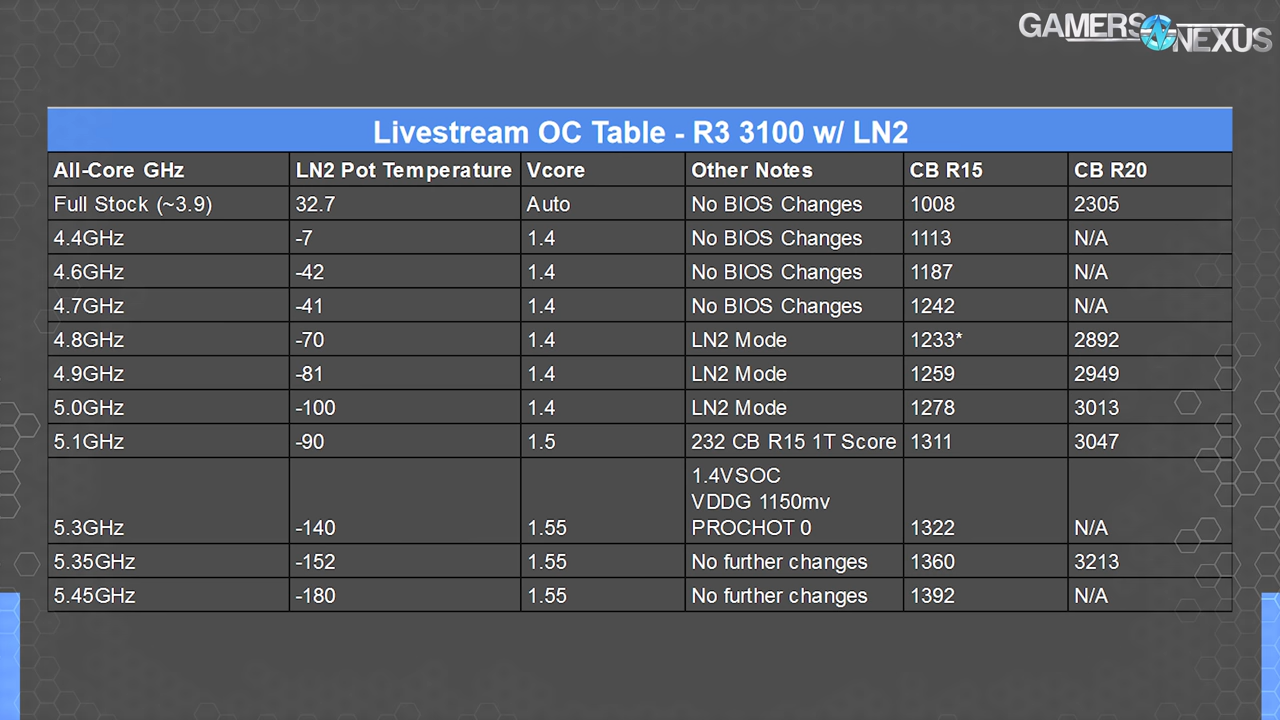 GAMERS NEXUS
Livestream OC Table - R3 3100 w/ LN2
All-Core GHz LN2 Pot Temperature Vcore Other Notes CB R15 CB R20
Full Stock (~3.9) 32.7 Auto No BIOS Changes 1008 2305
4.4GHz -7 1.4 No BIOS Changes 1113 N/A
4.6GHz -42 1.4 No BIOS Changes 1187 N/A
4.7GHz -41 1.4 No BIOS Changes 1242 N/A
4.8GHz -70 1.4 LN2 Mode 1233* 2892
4.9GHz -81 1.4 LN2 Mode 1259 2949
5.0GHz -100 1.4 LN2 Mode 1278 3013
5.1GHz -90 1.5 232 CB R15 1T Score 1311 3047
1.4VSOC
VDDG 1150mv
5.3GHz -140 1.55 PROCHOT 0 1322 N/A
5.35GHz -152 1.55 No further changes 1360 3213
5.45GHz -180 1.55 No further changes 1392 N/A